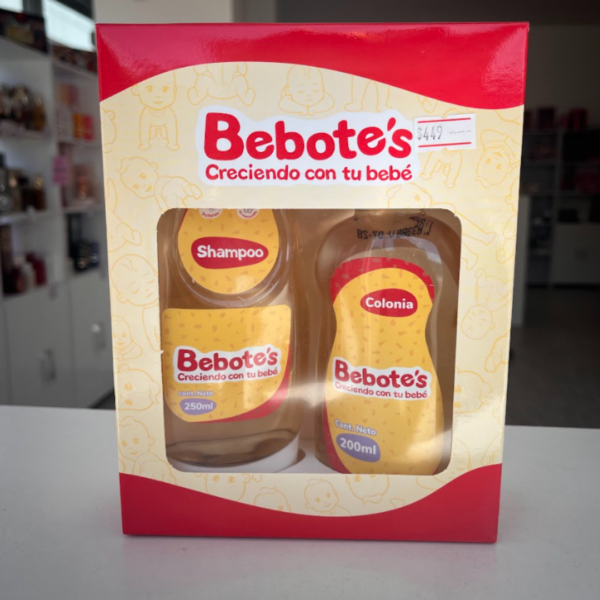 Bebote's
$449
Creciendo con tu bebé
Shampoo
Bebote's
Creciendo con tu bebé
Cont. Neto
250ml
Colonia
Bebote's
Creciendo con tu bebé
Cont. Neto
200ml